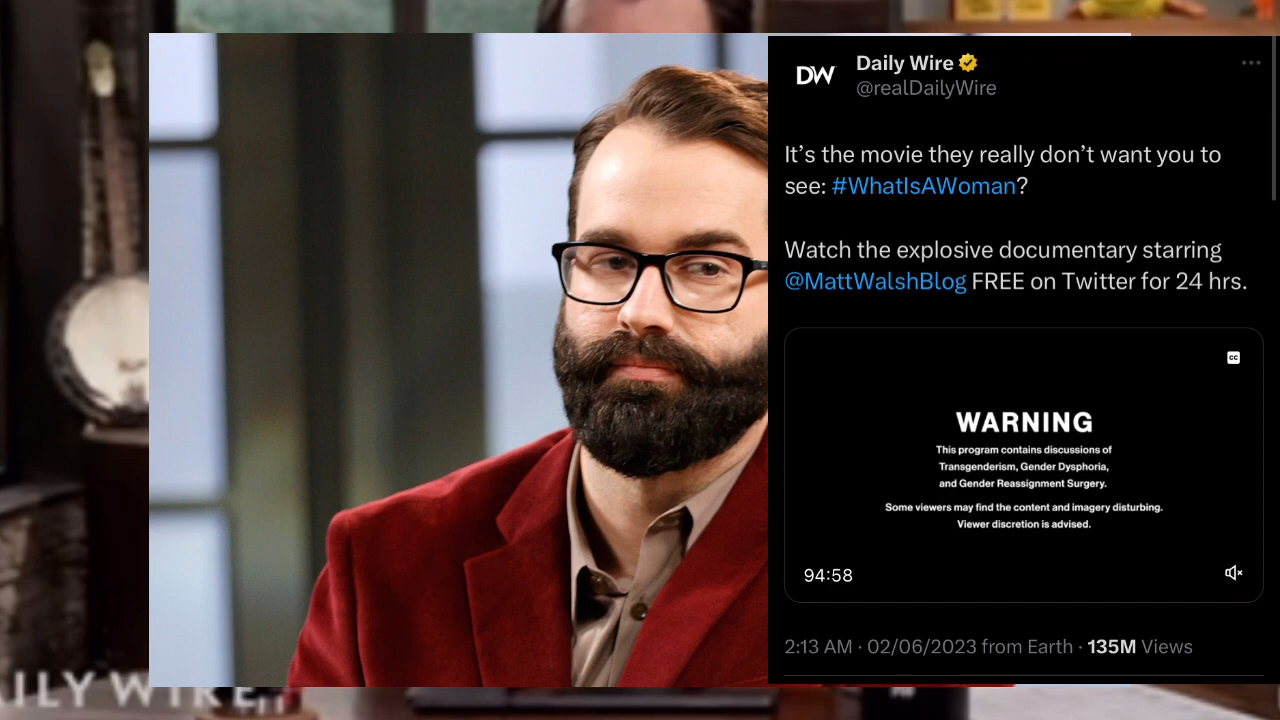 DW
Daily Wire
@realDailyWire
It’s the movie they really don’t want you to
see: #WhatIsAWoman?
Watch the explosive documentary starring
@MattWalshBlog FREE on Twitter for 24 hrs.
CC
WARNING
This program contains discussions of
Transgenderism, Gender Dysphoria,
and Gender Reassignment Surgery.
Some viewers may find the content and imagery disturbing.
Viewer discretion is advised.
94:58
2:13 AM · 02/06/2023 from Earth · 135M Views
AILY WIRE